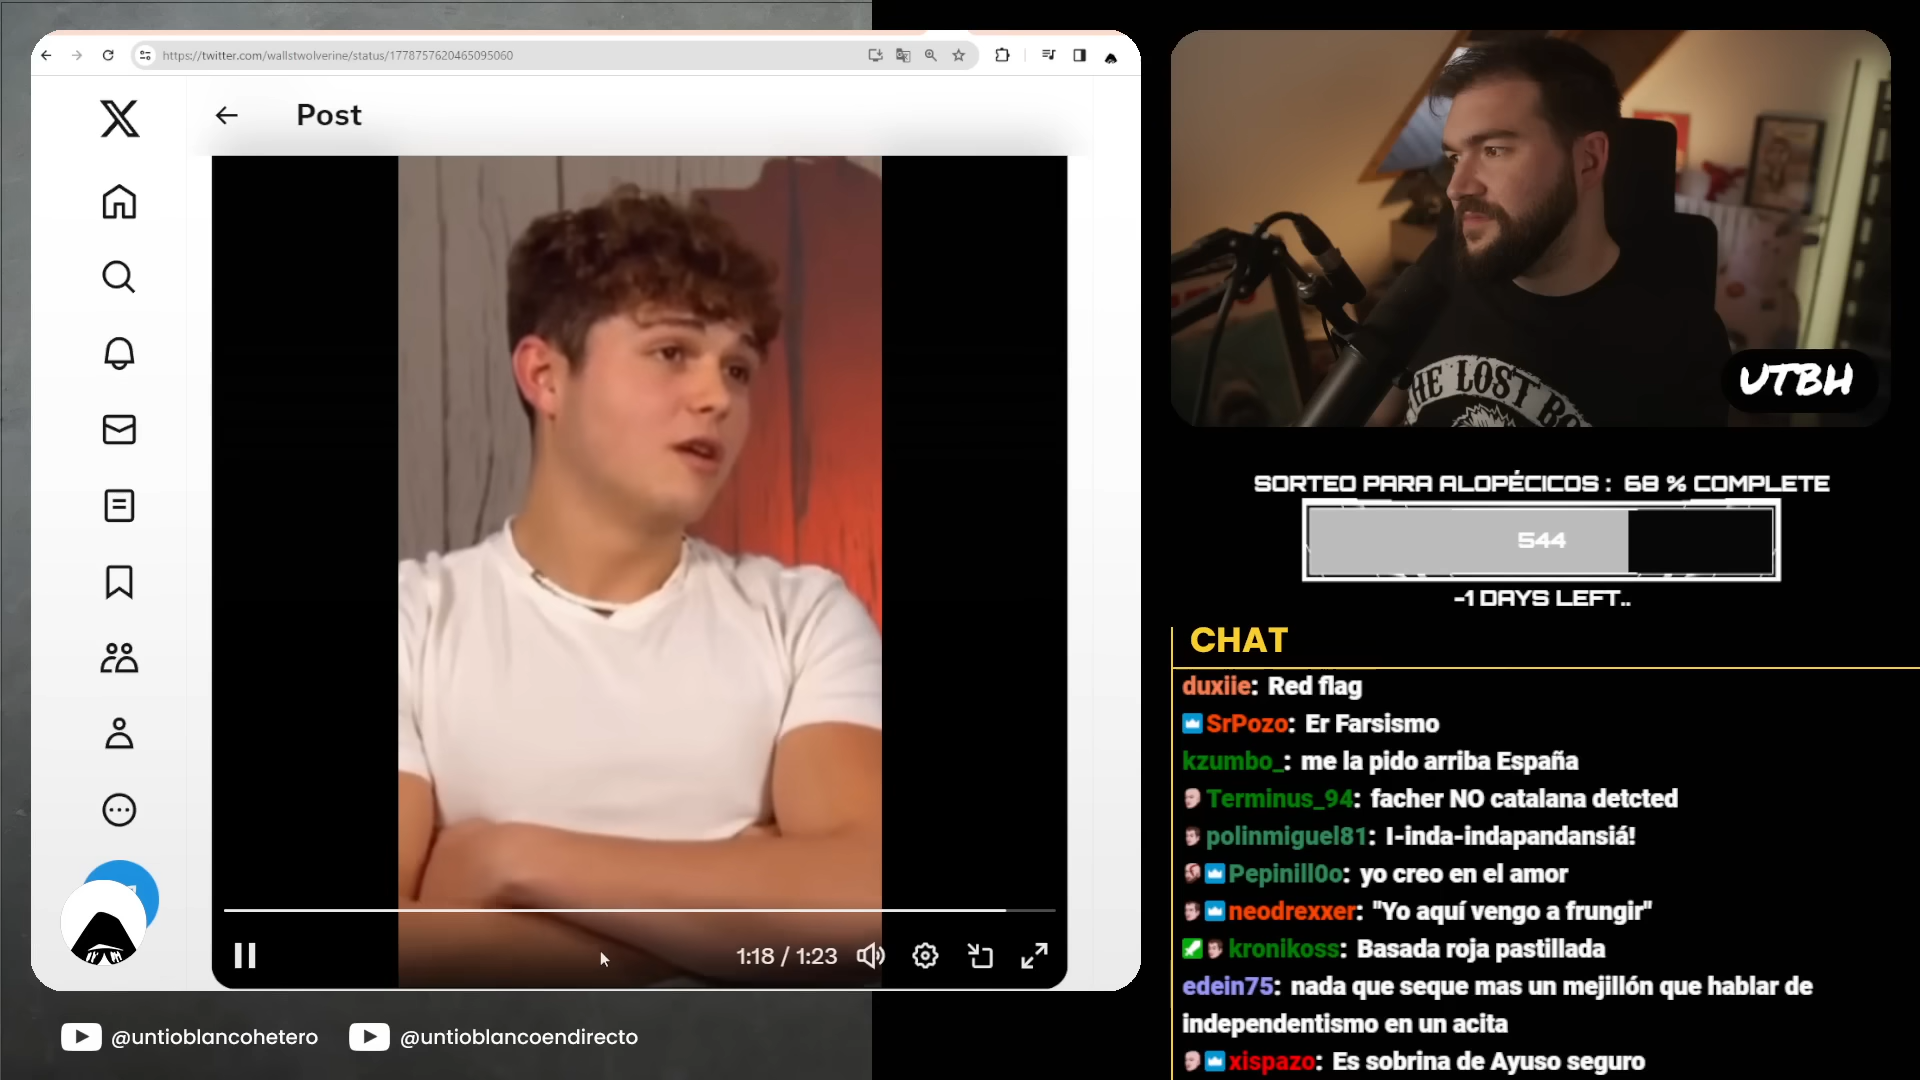 https://twitter.com/wallstwolverine/status/1778757620465095060
Post
1:18 / 1:23
@untioblancohetero
@untioblancoendirecto
HE LOST BO
UTBH
SORTEO PARA ALOPÉCICOS : 68 % COMPLETE
544
-1 DAYS LEFT..
CHAT
duxiie: Red flag
SrPozo: Er Farsismo
kzumbo_: me la pido arriba España
Terminus_94: facher NO catalana detcted
polinmiguel81: I-inda-indapandansiá!
Pepinill0o: yo creo en el amor
neodrexxer: "Yo aquí vengo a frungir"
kronikoss: Basada roja pastillada
edein75: nada que seque mas un mejillón que hablar de
independentismo en un acita
xispazo: Es sobrina de Ayuso seguro